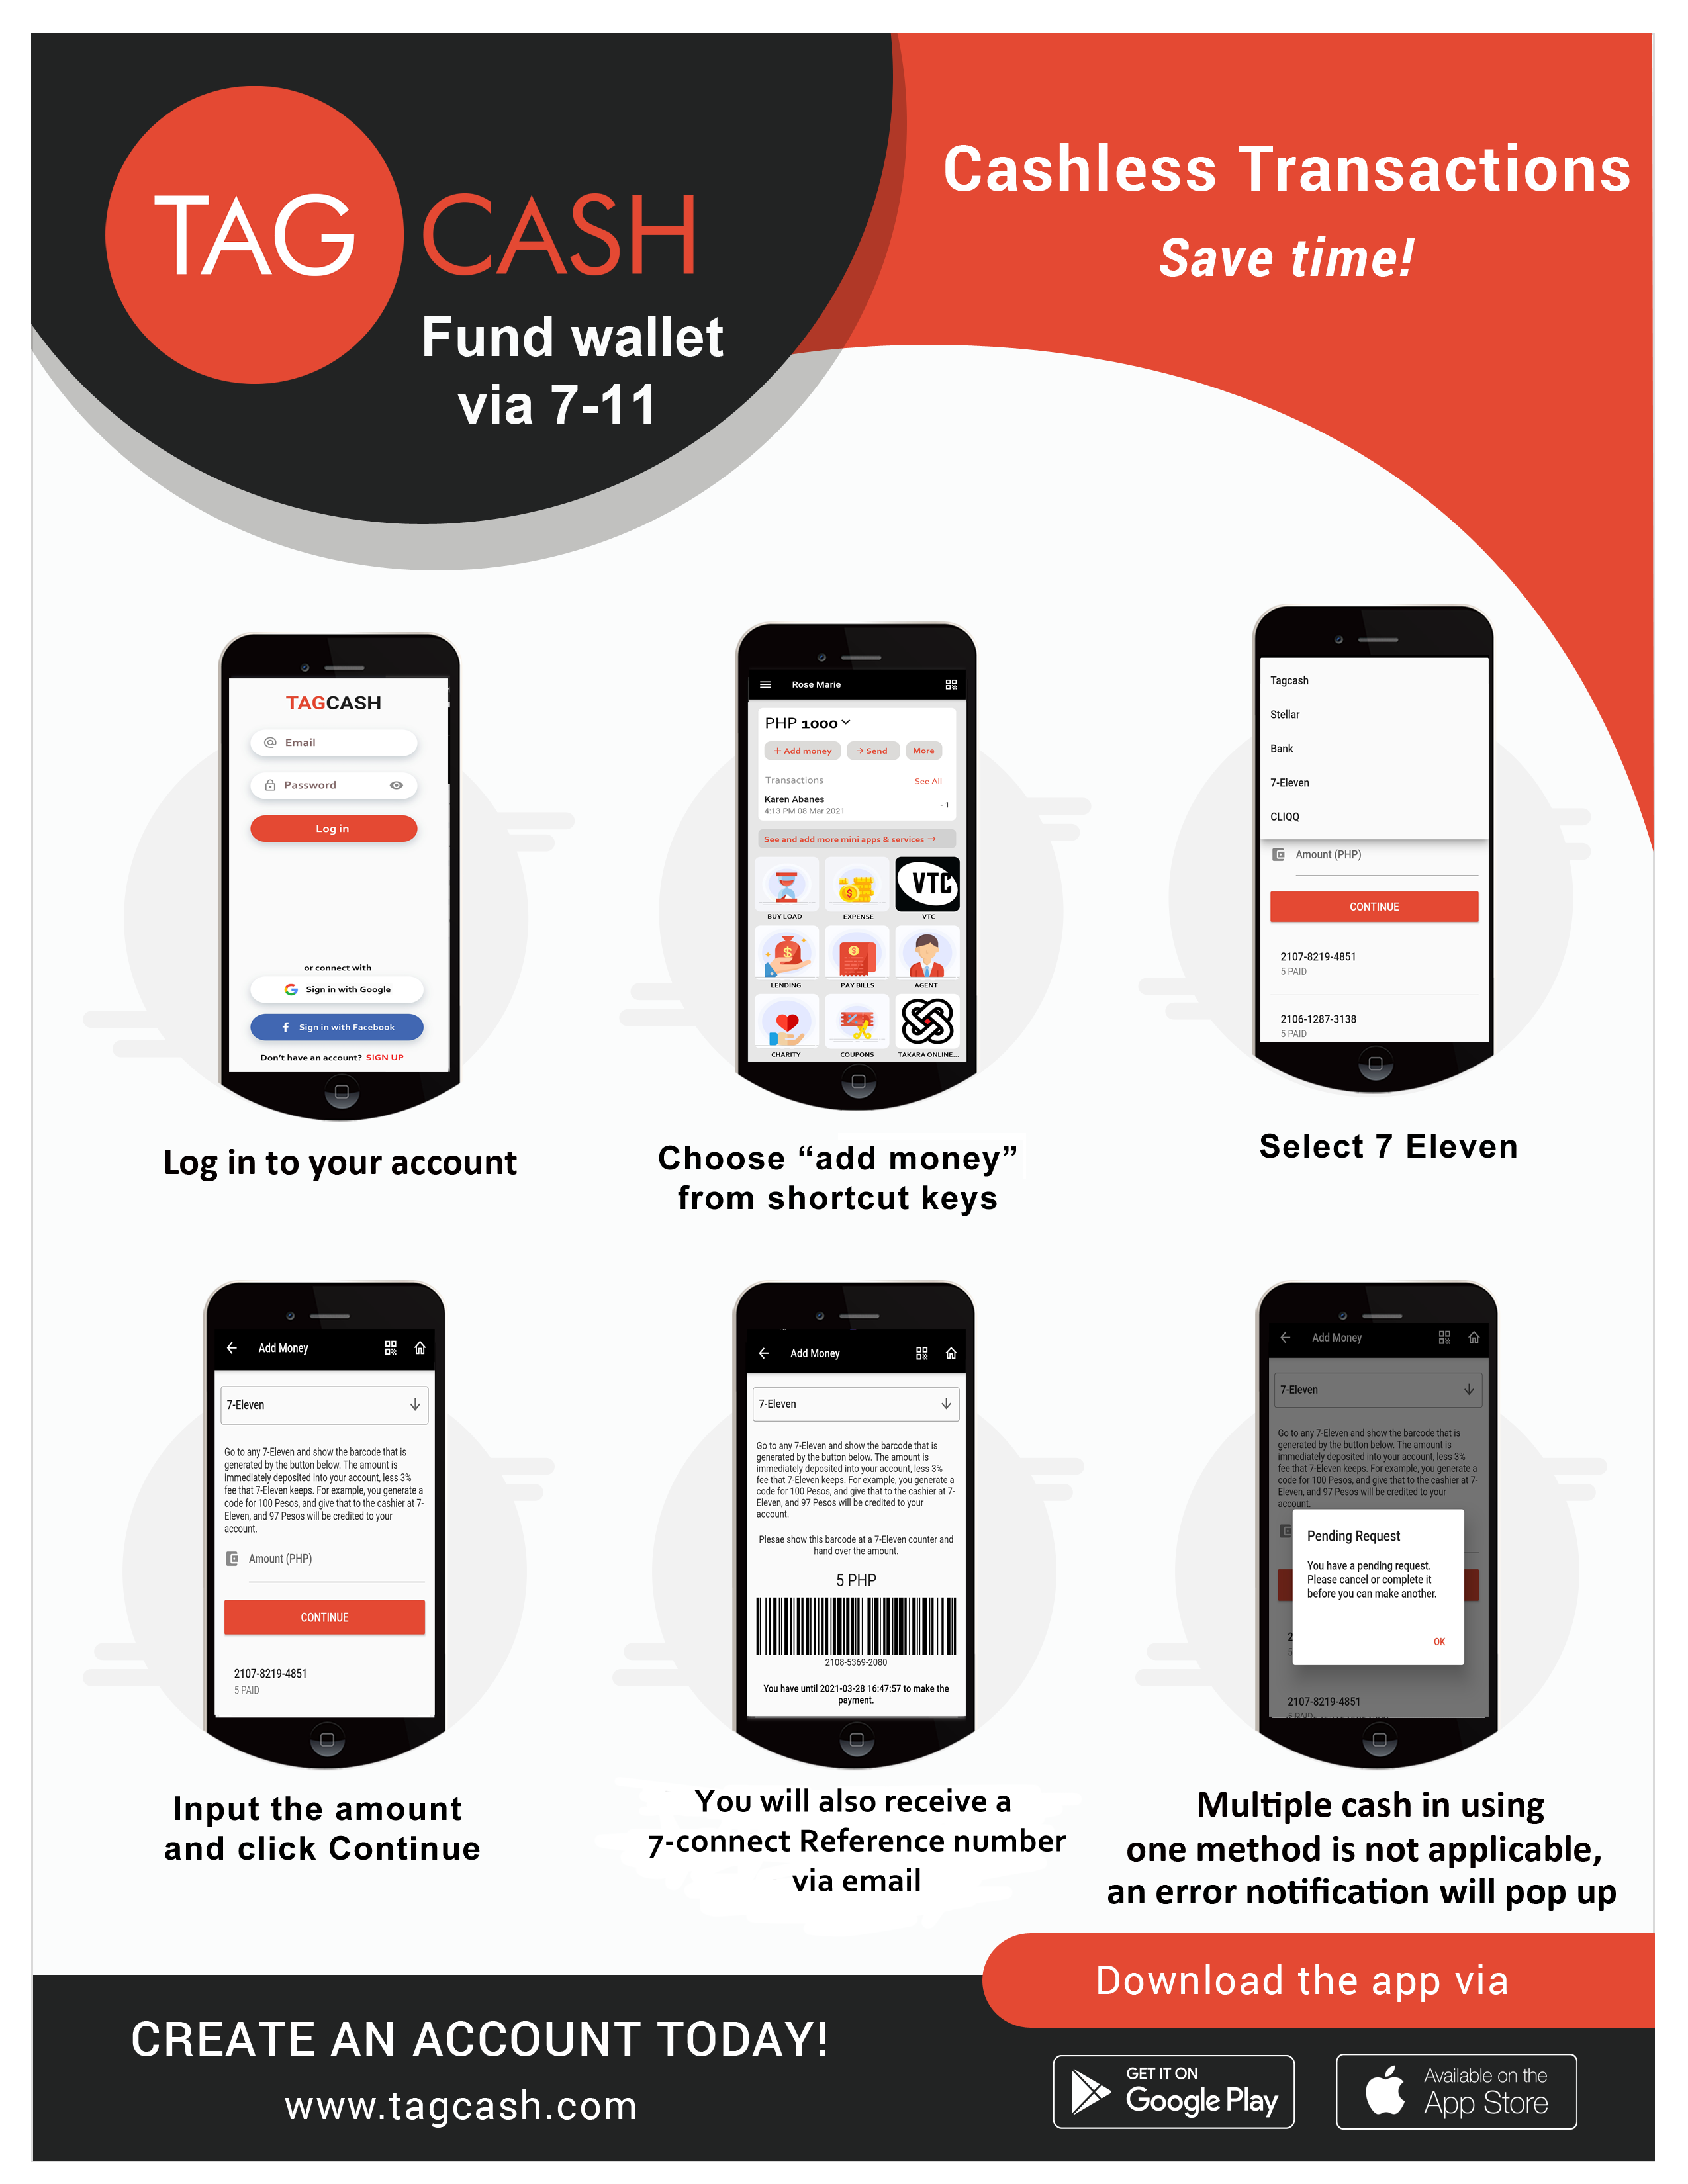 TAG CASH
Fund wallet
via 7-11
Cashless Transactions
Save time!
TAGCASH
Email
Password
Log in
or connect with
Sign in with Google
Sign in with Facebook
Don't have an account? SIGN UP
Log in to your account
Rose Marie
PHP 1000
+ Add money
→ Send
More
Transactions
See All
Karen Abanes
4:13 PM 08 Mar 2021
- 1
See and add more mini apps & services →
VTC
BUY LOAD
EXPENSE
VTC
LENDING
PAY BILLS
AGENT
CHARITY
COUPONS
TAKARA ONLINE...
Choose “add money”
from shortcut keys
Tagcash
Stellar
Bank
7-Eleven
CLIQQ
Amount (PHP)
CONTINUE
2107-8219-4851
5 PAID
2106-1287-3138
5 PAID
Select 7 Eleven
Add Money
7-Eleven
Go to any 7-Eleven and show the barcode that is
generated by the button below. The amount is
immediately deposited into your account, less 3%
fee that 7-Eleven keeps. For example, you generate a
code for 100 Pesos, and give that to the cashier at 7-
Eleven, and 97 Pesos will be credited to your
account.
Amount (PHP)
CONTINUE
2107-8219-4851
5 PAID
Input the amount
and click Continue
Add Money
7-Eleven
Go to any 7-Eleven and show the barcode that is
generated by the button below. The amount is
immediately deposited into your account, less 3%
fee that 7-Eleven keeps. For example, you generate a
code for 100 Pesos, and give that to the cashier at 7-
Eleven, and 97 Pesos will be credited to your
account.
Plesae show this barcode at a 7-Eleven counter and
hand over the amount.
5 PHP
2108-5369-2080
You have until 2021-03-28 16:47:57 to make the
payment.
You will also receive a
7-connect Reference number
via email
Add Money
7-Eleven
Go to any 7-Eleven and show the barcode that is
generated by the button below. The amount is
immediately deposited into your account, less 3%
fee that 7-Eleven keeps. For example, you generate a
code for 100 Pesos, and give that to the cashier at 7-
Eleven, and 97 Pesos will be credited to your
account.
Pending Request
You have a pending request.
Please cancel or complete it
before you can make another.
OK
2107-8219-4851
Multiple cash in using
one method is not applicable,
an error notification will pop up
Download the app via
CREATE AN ACCOUNT TODAY!
www.tagcash.com
GET IT ON
Google Play
Available on the
App Store